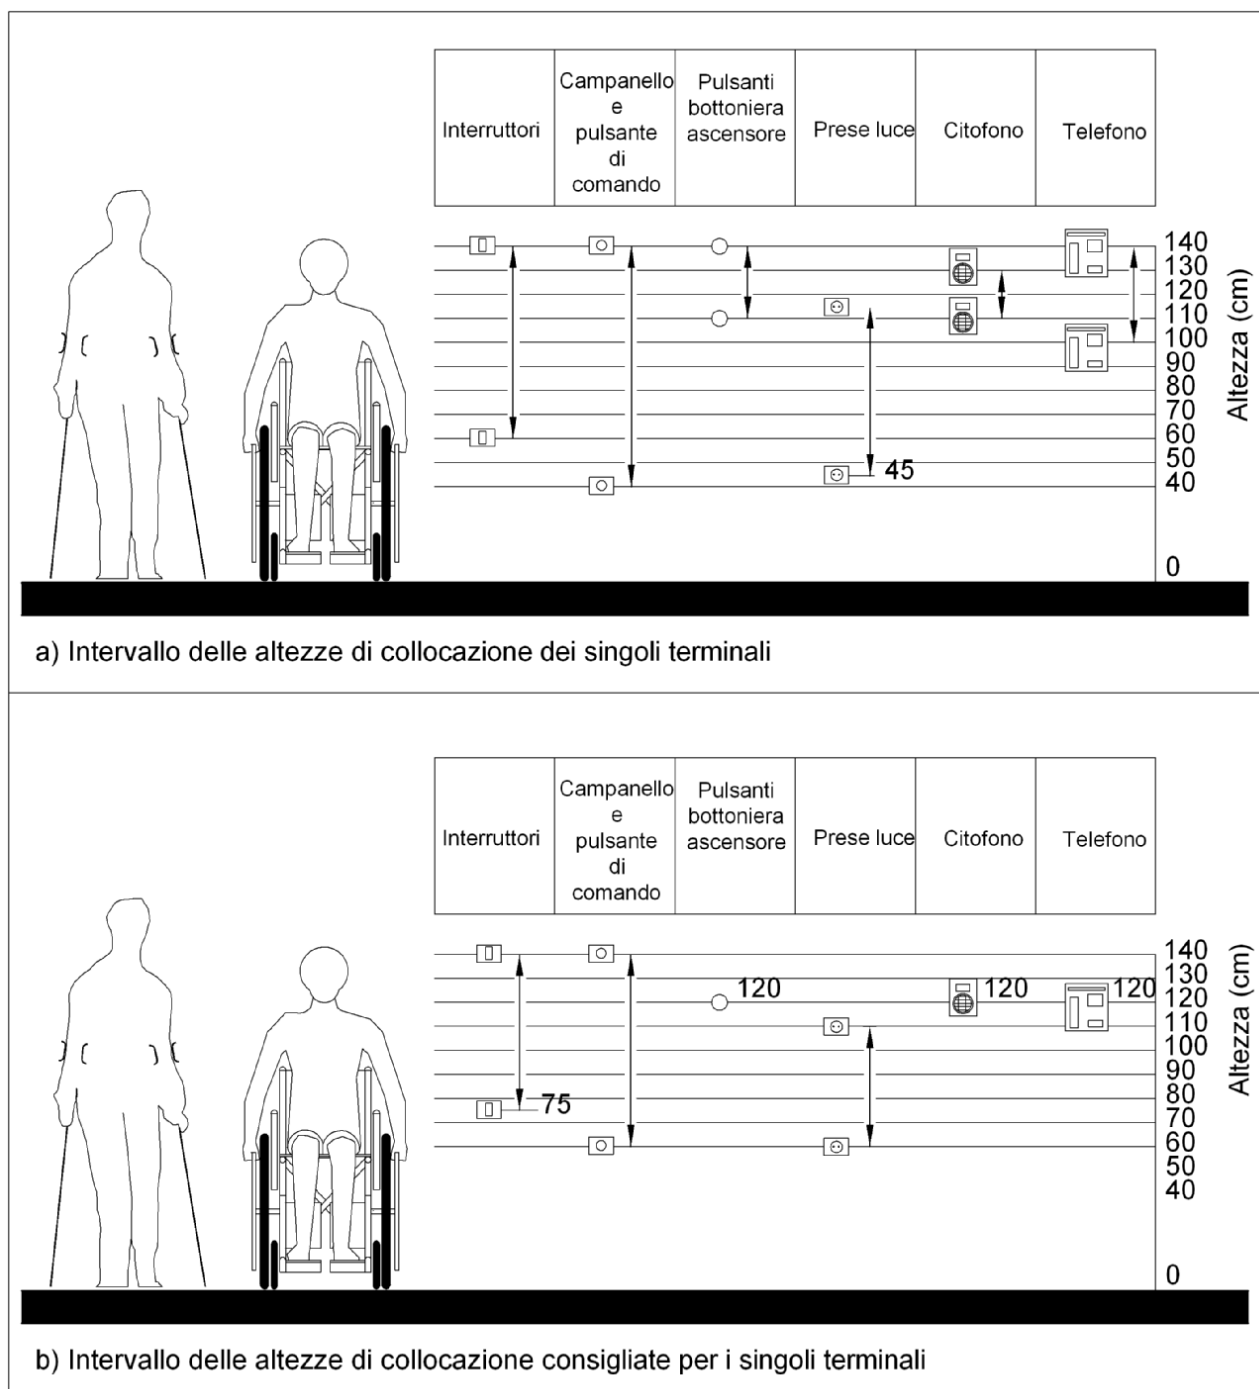 Interruttori
Campanello
e
pulsante
di
comando
Pulsanti
bottoniera
ascensore
Prese luce
Citofono
Telefono
140
130
120
110
100
90
80
70
60
50
40
0
45
Altezza (cm)
a) Intervallo delle altezze di collocazione dei singoli terminali
Interruttori
Campanello
e
pulsante
di
comando
Pulsanti
bottoniera
ascensore
Prese luce
Citofono
Telefono
120
120
120
75
140
130
120
110
100
90
80
70
60
50
40
0
Altezza (cm)
b) Intervallo delle altezze di collocazione consigliate per i singoli terminali